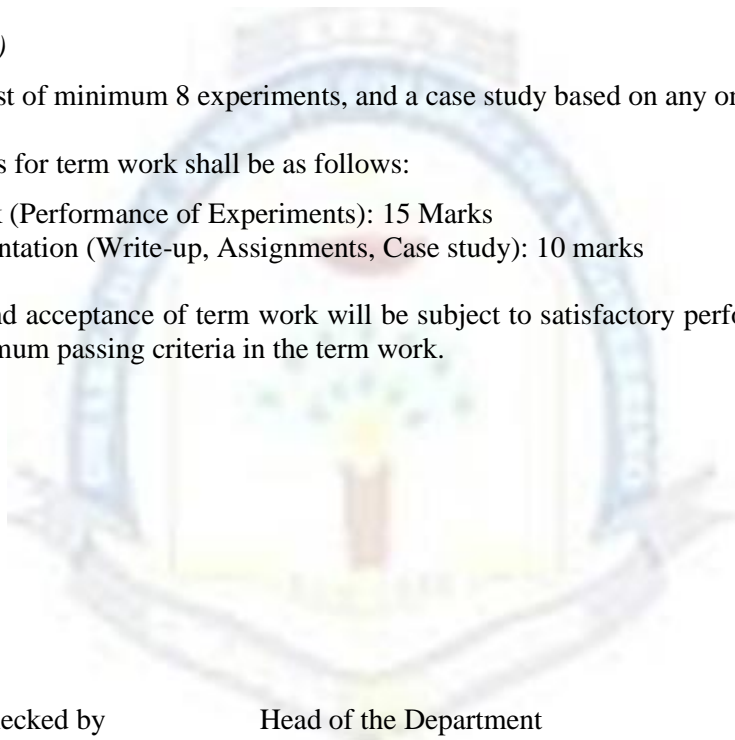 )
st of minimum 8 experiments, and a case study based on any or
s for term work shall be as follows:
(Performance of Experiments): 15 Marks
ntation (Write-up, Assignments, Case study): 10 marks
nd acceptance of term work will be subject to satisfactory perfo
mum passing criteria in the term work.
ecked by Head of the Department